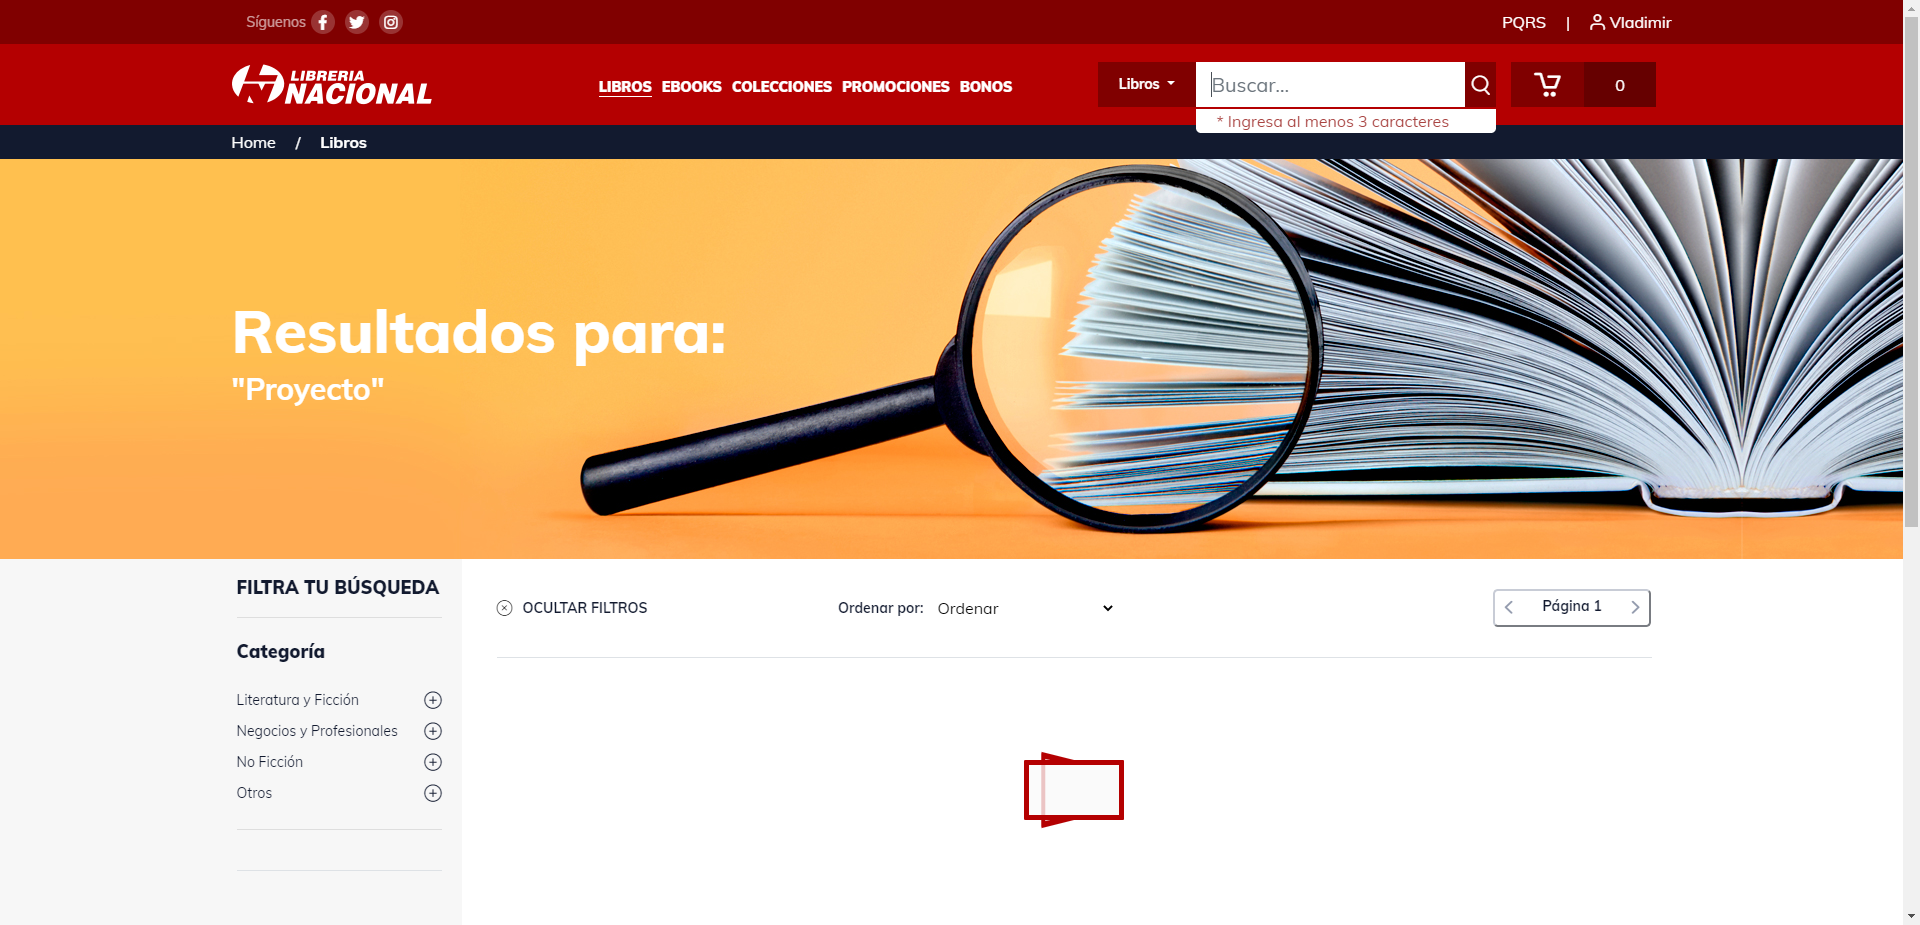 Síguenos
PQRS | Vladimir
LIBRERIA
NACIONAL
LIBROS EBOOKS COLECCIONES PROMOCIONES BONOS
Libros
Buscar...
0
* Ingresa al menos 3 caracteres
Home / Libros
Resultados para:
"Proyecto"
FILTRA TU BÚSQUEDA
OCULTAR FILTROS
Ordenar por: Ordenar
Página 1
Categoría
Literatura y Ficción
Negocios y Profesionales
No Ficción
Otros